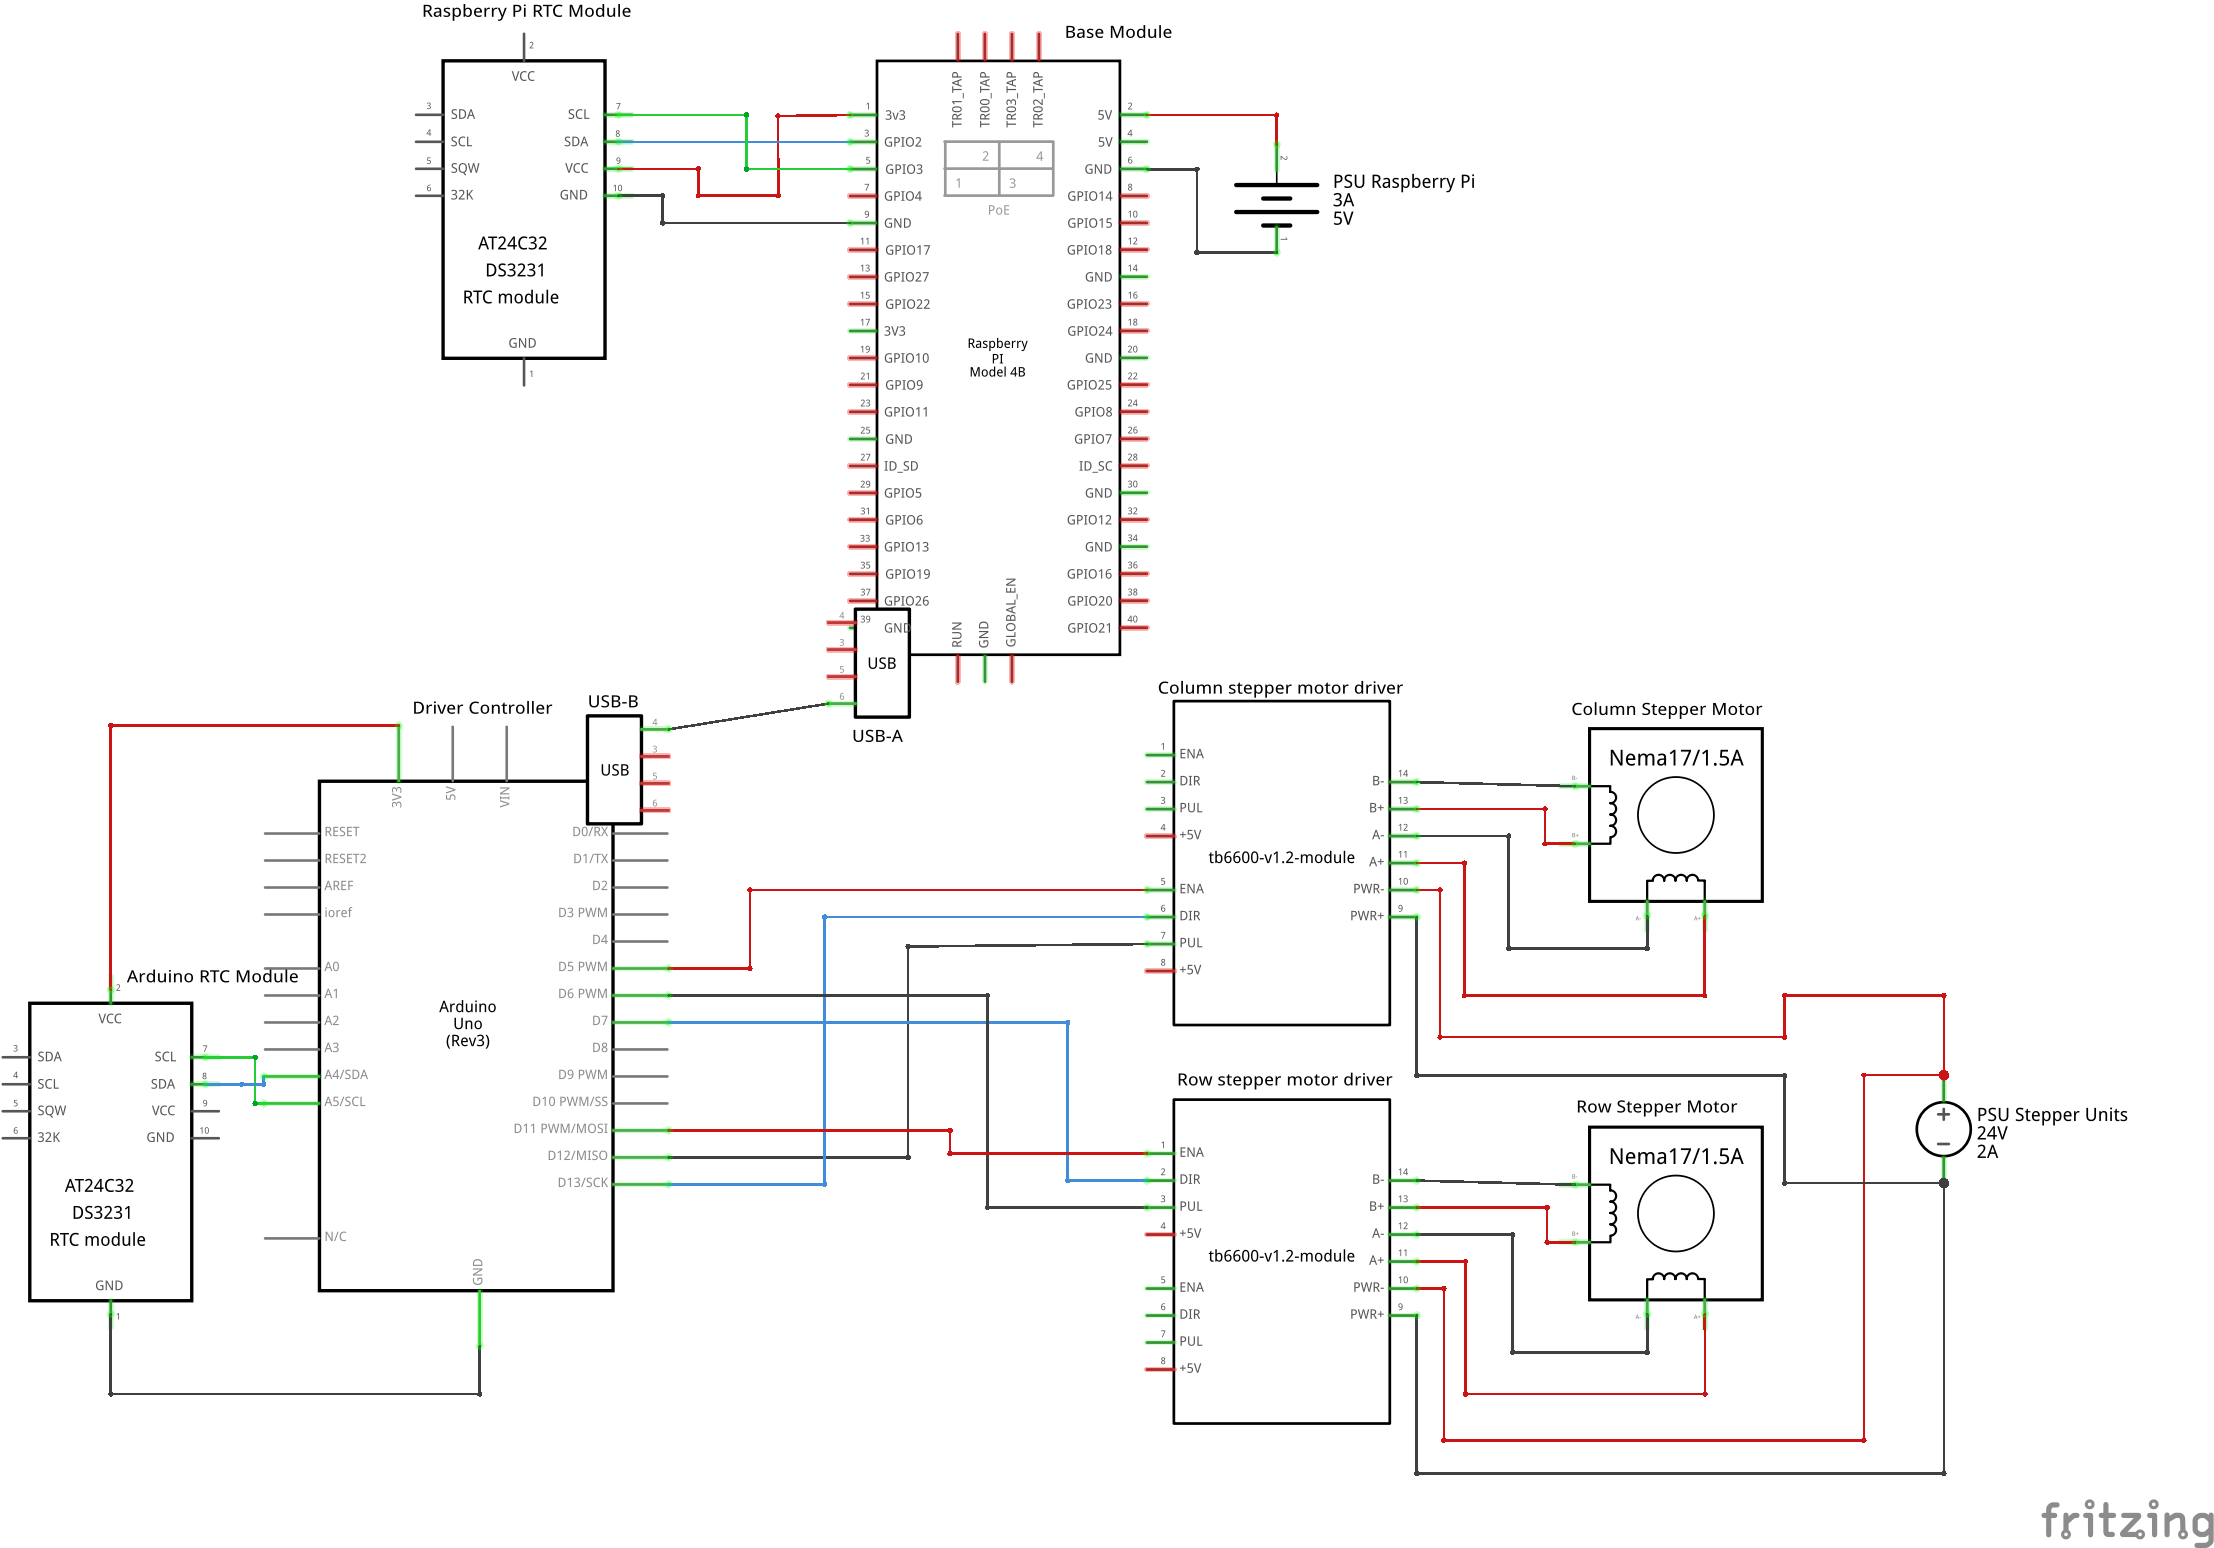 Raspberry Pi RTC Module
2
VCC
3 SDA
4 SCL
5 SQW
6 32K
SCL 7
SDA 8
VCC 9
GND 10
AT24C32
DS3231
RTC module
GND
1
Base Module
TR01_TAP
TR00_TAP
TR03_TAP
TR02_TAP
2 4
1 3
PoE
1 3v3
3 GPIO2
5 GPIO3
7 GPIO4
9 GND
11 GPIO17
13 GPIO27
15 GPIO22
17 3V3
19 GPIO10
21 GPIO9
23 GPIO11
25 GND
27 ID_SD
29 GPIO5
31 GPIO6
33 GPIO13
35 GPIO19
37 GPIO26
39 GND
5V 2
5V 4
GND 6
GPIO14 8
GPIO15 10
GPIO18 12
GND 14
GPIO23 16
GPIO24 18
GND 20
GPIO25 22
GPIO8 24
GPIO7 26
ID_SC 28
GND 30
GPIO12 32
GND 34
GPIO16 36
GPIO20 38
GPIO21 40
Raspberry
PI
Model 4B
RUN
GND
GLOBAL_EN
2
1
PSU Raspberry Pi
3A
5V
4
3
5
6
USB
USB-A
USB-B
4
3
5
6
USB
Driver Controller
3V3
5V
VIN
RESET
RESET2
AREF
ioref
A0
A1
A2
A3
A4/SDA
A5/SCL
N/C
D0/RX
D1/TX
D2
D3 PWM
D4
D5 PWM
D6 PWM
D7
D8
D9 PWM
D10 PWM/SS
D11 PWM/MOSI
D12/MISO
D13/SCK
Arduino
Uno
(Rev3)
GND
Arduino RTC Module
2
VCC
3 SDA
4 SCL
5 SQW
6 32K
SCL 7
SDA 8
VCC 9
GND 10
AT24C32
DS3231
RTC module
GND
1
Column stepper motor driver
1 ENA
2 DIR
3 PUL
4 +5V
5 ENA
6 DIR
7 PUL
8 +5V
tb6600-v1.2-module
B- 14
B+ 13
A- 12
A+ 11
PWR- 10
PWR+ 9
Column Stepper Motor
Nema17/1.5A
B-
B+
A-
A+
Row stepper motor driver
1 ENA
2 DIR
3 PUL
4 +5V
5 ENA
6 DIR
7 PUL
8 +5V
tb6600-v1.2-module
B- 14
B+ 13
A- 12
A+ 11
PWR- 10
PWR+ 9
Row Stepper Motor
Nema17/1.5A
B-
B+
A-
A+
+
−
PSU Stepper Units
24V
2A
fritzing